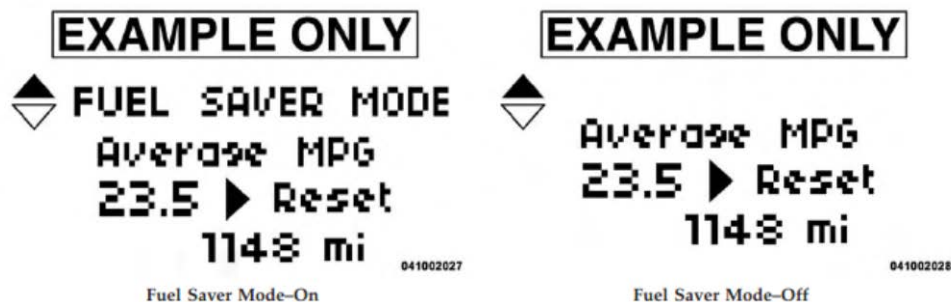 EXAMPLE ONLY
FUEL SAVER MODE
Average MPG
23.5 Reset
1148 mi
041002027
Fuel Saver Mode–On
EXAMPLE ONLY
Average MPG
23.5 Reset
1148 mi
041002028
Fuel Saver Mode–Off